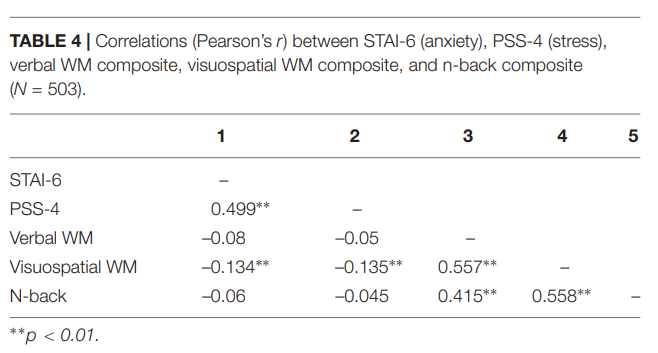 TABLE 4 | Correlations (Pearson's r) between STAI-6 (anxiety), PSS-4 (stress),
verbal WM composite, visuospatial WM composite, and n-back composite
(N = 503).
1 2 3 4 5
STAI-6 –
PSS-4 0.499** –
Verbal WM –0.08 –0.05 –
Visuospatial WM –0.134** –0.135** 0.557** –
N-back –0.06 –0.045 0.415** 0.558** –
**p < 0.01.